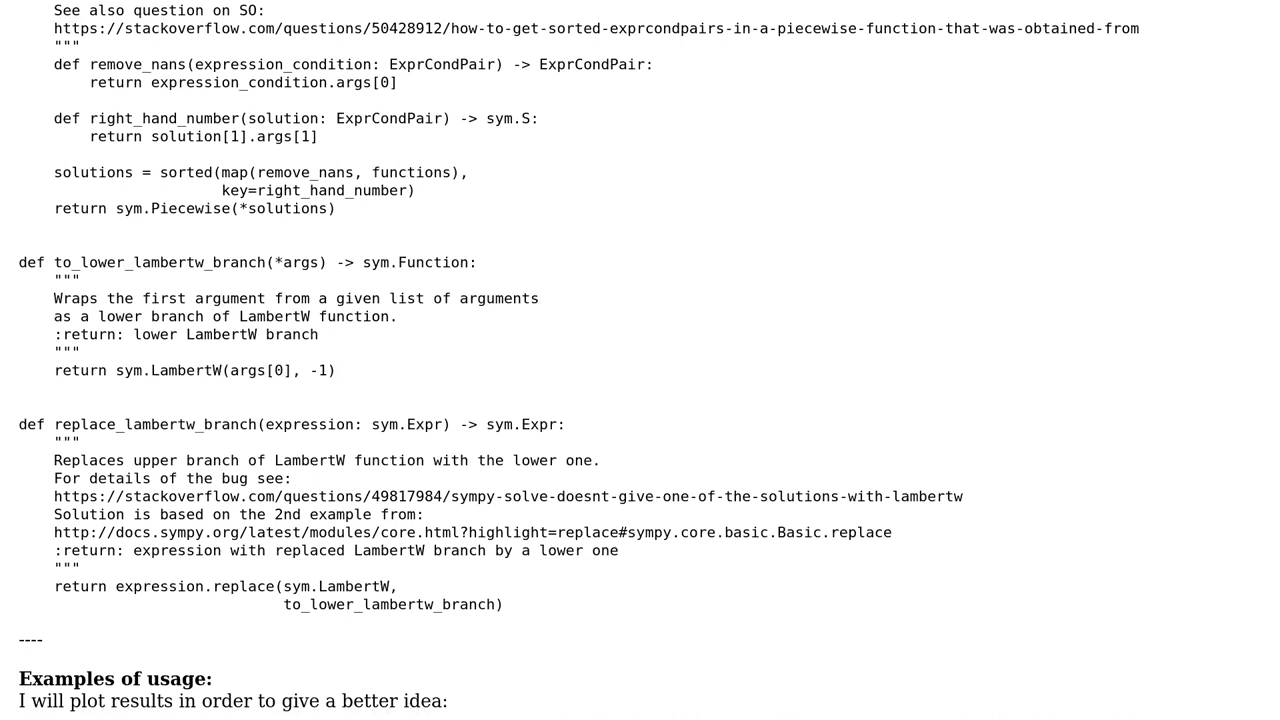 See also question on SO:
https://stackoverflow.com/questions/50428912/how-to-get-sorted-exprcondpairs-in-a-piecewise-function-that-was-obtained-from
"""
def remove_nans(expression_condition: ExprCondPair) -> ExprCondPair:
return expression_condition.args[0]
def right_hand_number(solution: ExprCondPair) -> sym.S:
return solution[1].args[1]
solutions = sorted(map(remove_nans, functions),
key=right_hand_number)
return sym.Piecewise(*solutions)
def to_lower_lambertw_branch(*args) -> sym.Function:
"""
Wraps the first argument from a given list of arguments
as a lower branch of LambertW function.
:return: lower LambertW branch
"""
return sym.LambertW(args[0], -1)
def replace_lambertw_branch(expression: sym.Expr) -> sym.Expr:
"""
Replaces upper branch of LambertW function with the lower one.
For details of the bug see:
https://stackoverflow.com/questions/49817984/sympy-solve-doesnt-give-one-of-the-solutions-with-lambertw
Solution is based on the 2nd example from:
http://docs.sympy.org/latest/modules/core.html?highlight=replace#sympy.core.basic.Basic.replace
:return: expression with replaced LambertW branch by a lower one
"""
return expression.replace(sym.LambertW,
to_lower_lambertw_branch)
----
Examples of usage:
I will plot results in order to give a better idea: